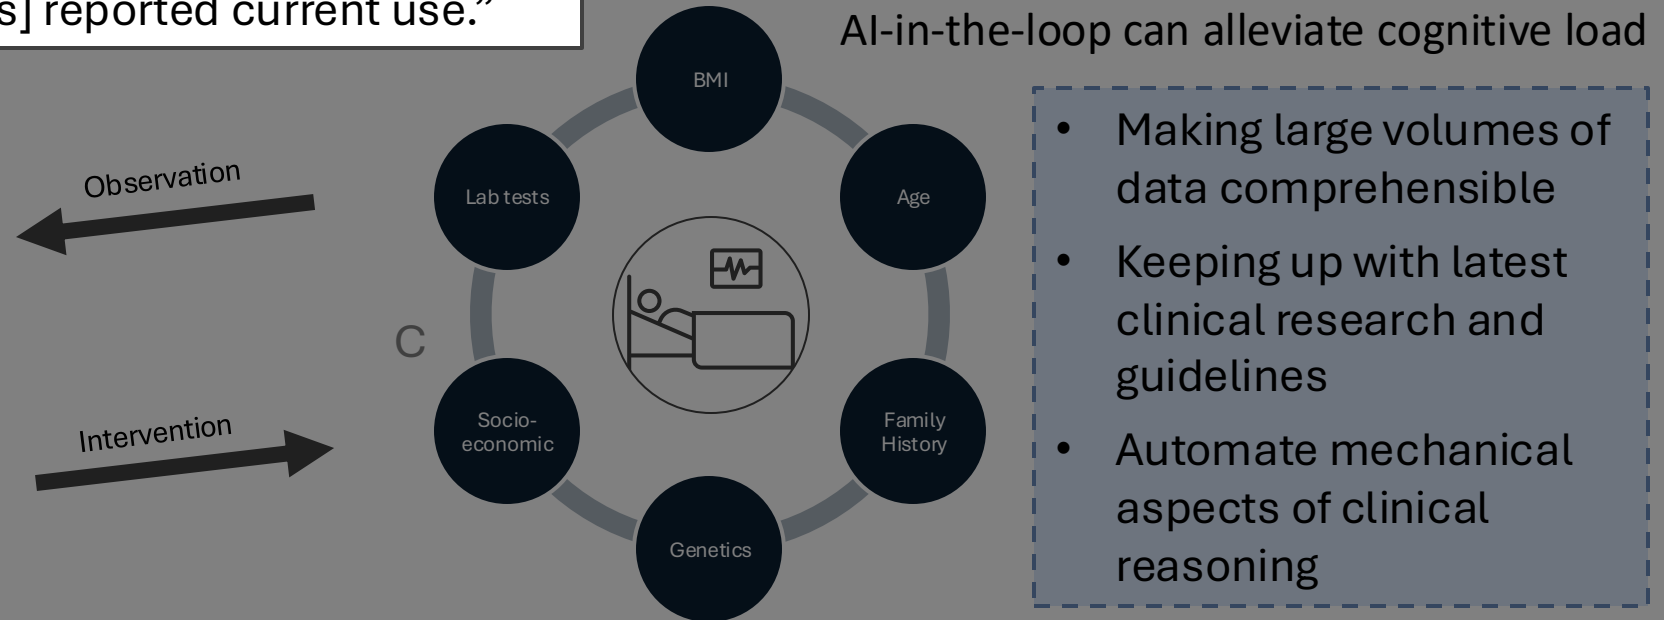 s] reported current use.”
AI-in-the-loop can alleviate cognitive load
BMI
Lab tests
Age
Observation
C
Intervention
Socio-
economic
Family
History
Genetics
• Making large volumes of
data comprehensible
• Keeping up with latest
clinical research and
guidelines
• Automate mechanical
aspects of clinical
reasoning